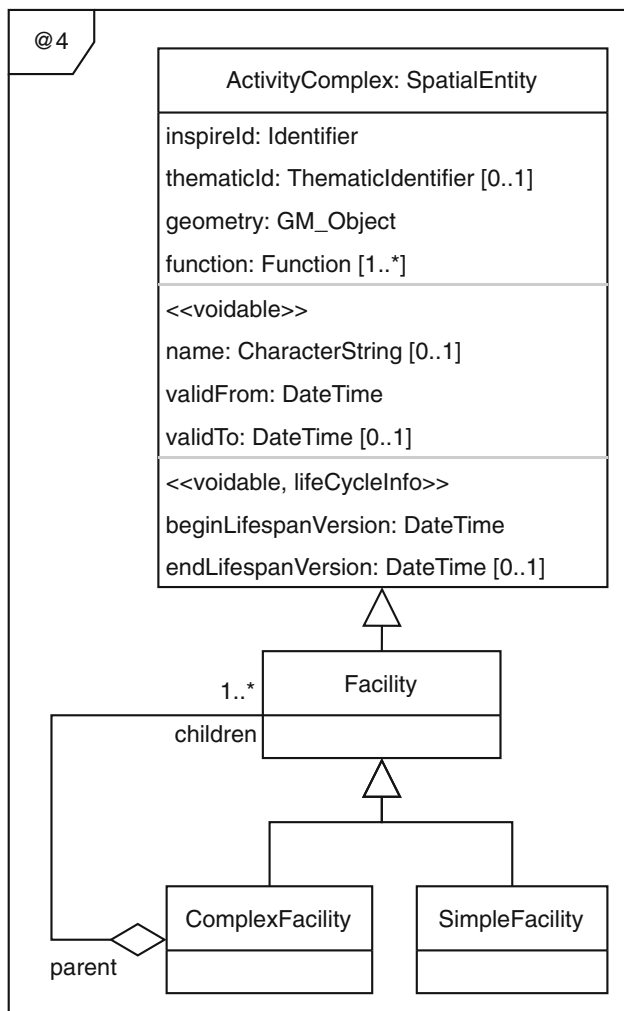 @4
ActivityComplex: SpatialEntity
inspireId: Identifier
thematicId: ThematicIdentifier [0..1]
geometry: GM_Object
function: Function [1..*]
<<voidable>>
name: CharacterString [0..1]
validFrom: DateTime
validTo: DateTime [0..1]
<<voidable, lifeCycleInfo>>
beginLifespanVersion: DateTime
endLifespanVersion: DateTime [0..1]
Facility
1..*
children
ComplexFacility
SimpleFacility
parent